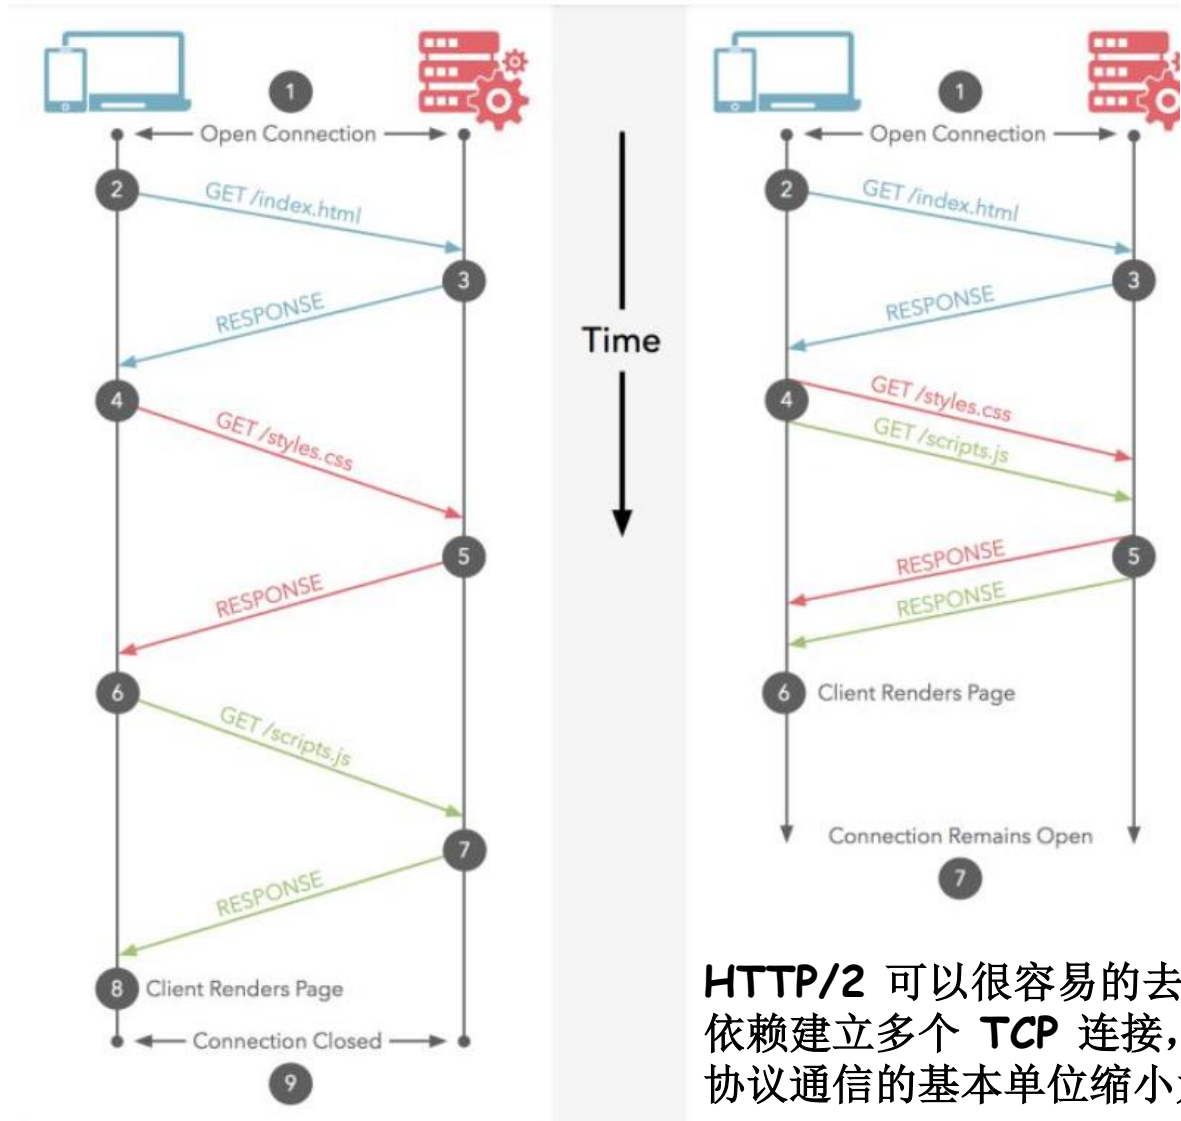 1
Open Connection
2
GET /index.html
3
RESPONSE
4
GET /styles.css
5
RESPONSE
6
GET /scripts.js
7
RESPONSE
8 Client Renders Page
Connection Closed
9
Time
1
Open Connection
2
GET /index.html
3
RESPONSE
4
GET /styles.css
GET /scripts.js
5
RESPONSE
RESPONSE
6 Client Renders Page
Connection Remains Open
7
HTTP/2 可以很容易的去
依赖建立多个 TCP 连接，
协议通信的基本单位缩小